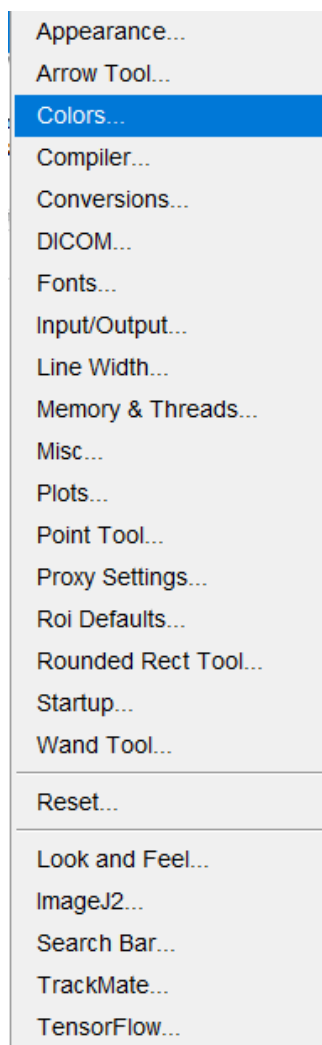 Appearance...
Arrow Tool...
Colors...
Compiler...
Conversions...
DICOM...
Fonts...
Input/Output...
Line Width...
Memory & Threads...
Misc...
Plots...
Point Tool...
Proxy Settings...
Roi Defaults...
Rounded Rect Tool...
Startup...
Wand Tool...
Reset...
Look and Feel...
ImageJ2...
Search Bar...
TrackMate...
TensorFlow...